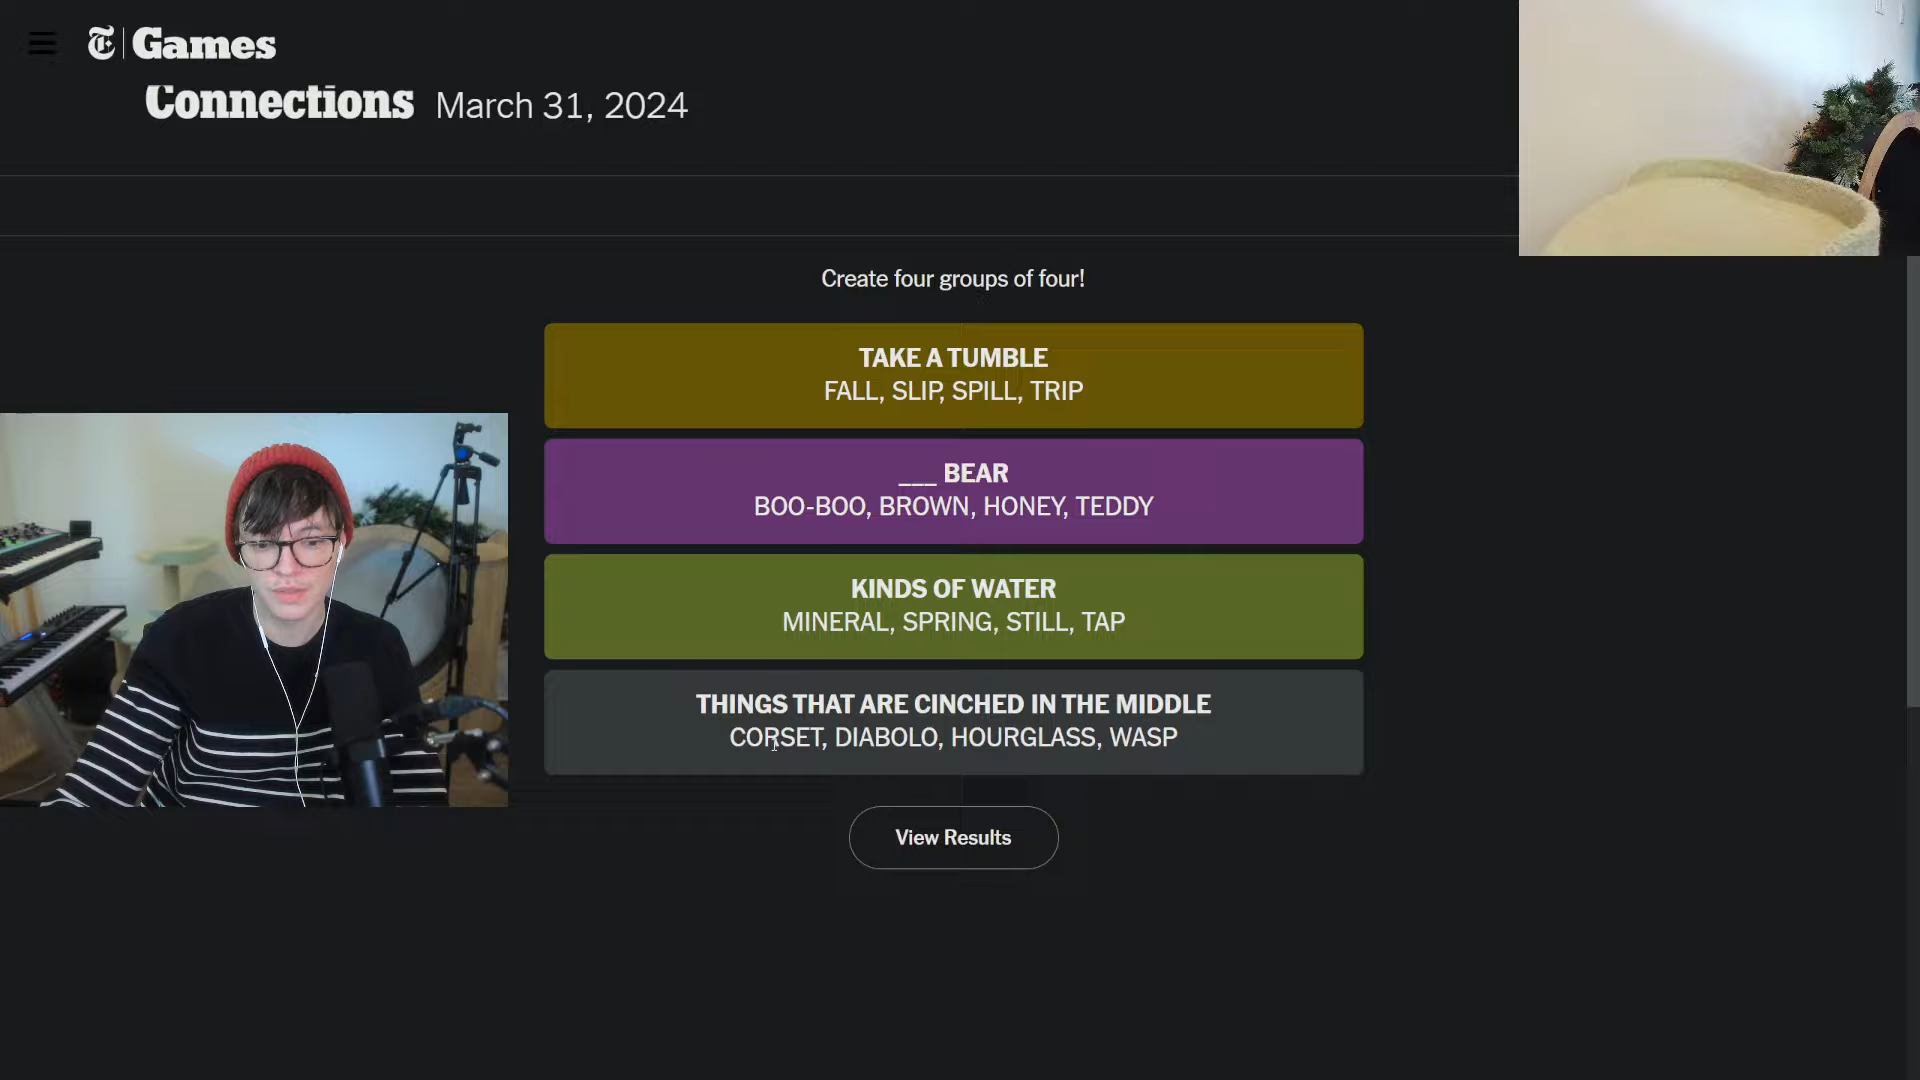 T Games
Connections March 31, 2024
Create four groups of four!
TAKE A TUMBLE
FALL, SLIP, SPILL, TRIP
___ BEAR
BOO-BOO, BROWN, HONEY, TEDDY
KINDS OF WATER
MINERAL, SPRING, STILL, TAP
THINGS THAT ARE CINCHED IN THE MIDDLE
CORSET, DIABOLO, HOURGLASS, WASP
View Results